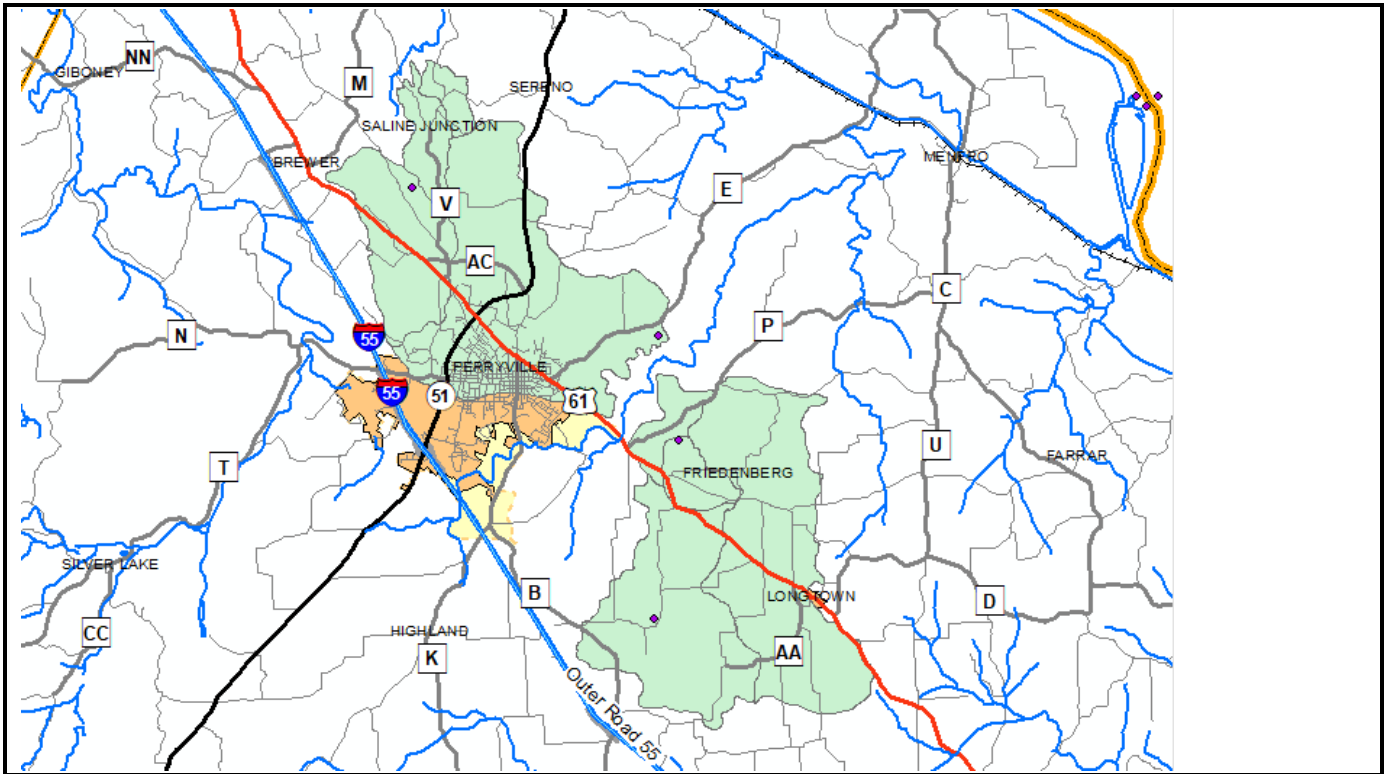 NN
GIBONEY
M
SERENO
SALINE JUNCTION
BREWER
MENFRO
E
V
AC
C
P
N
55
PERRYVILLE
55
51
61
U
FARRAR
T
FRIEDENBERG
SILVER LAKE
B
LONGTOWN
D
CC
HIGHLAND
K
AA
Outer Road 55